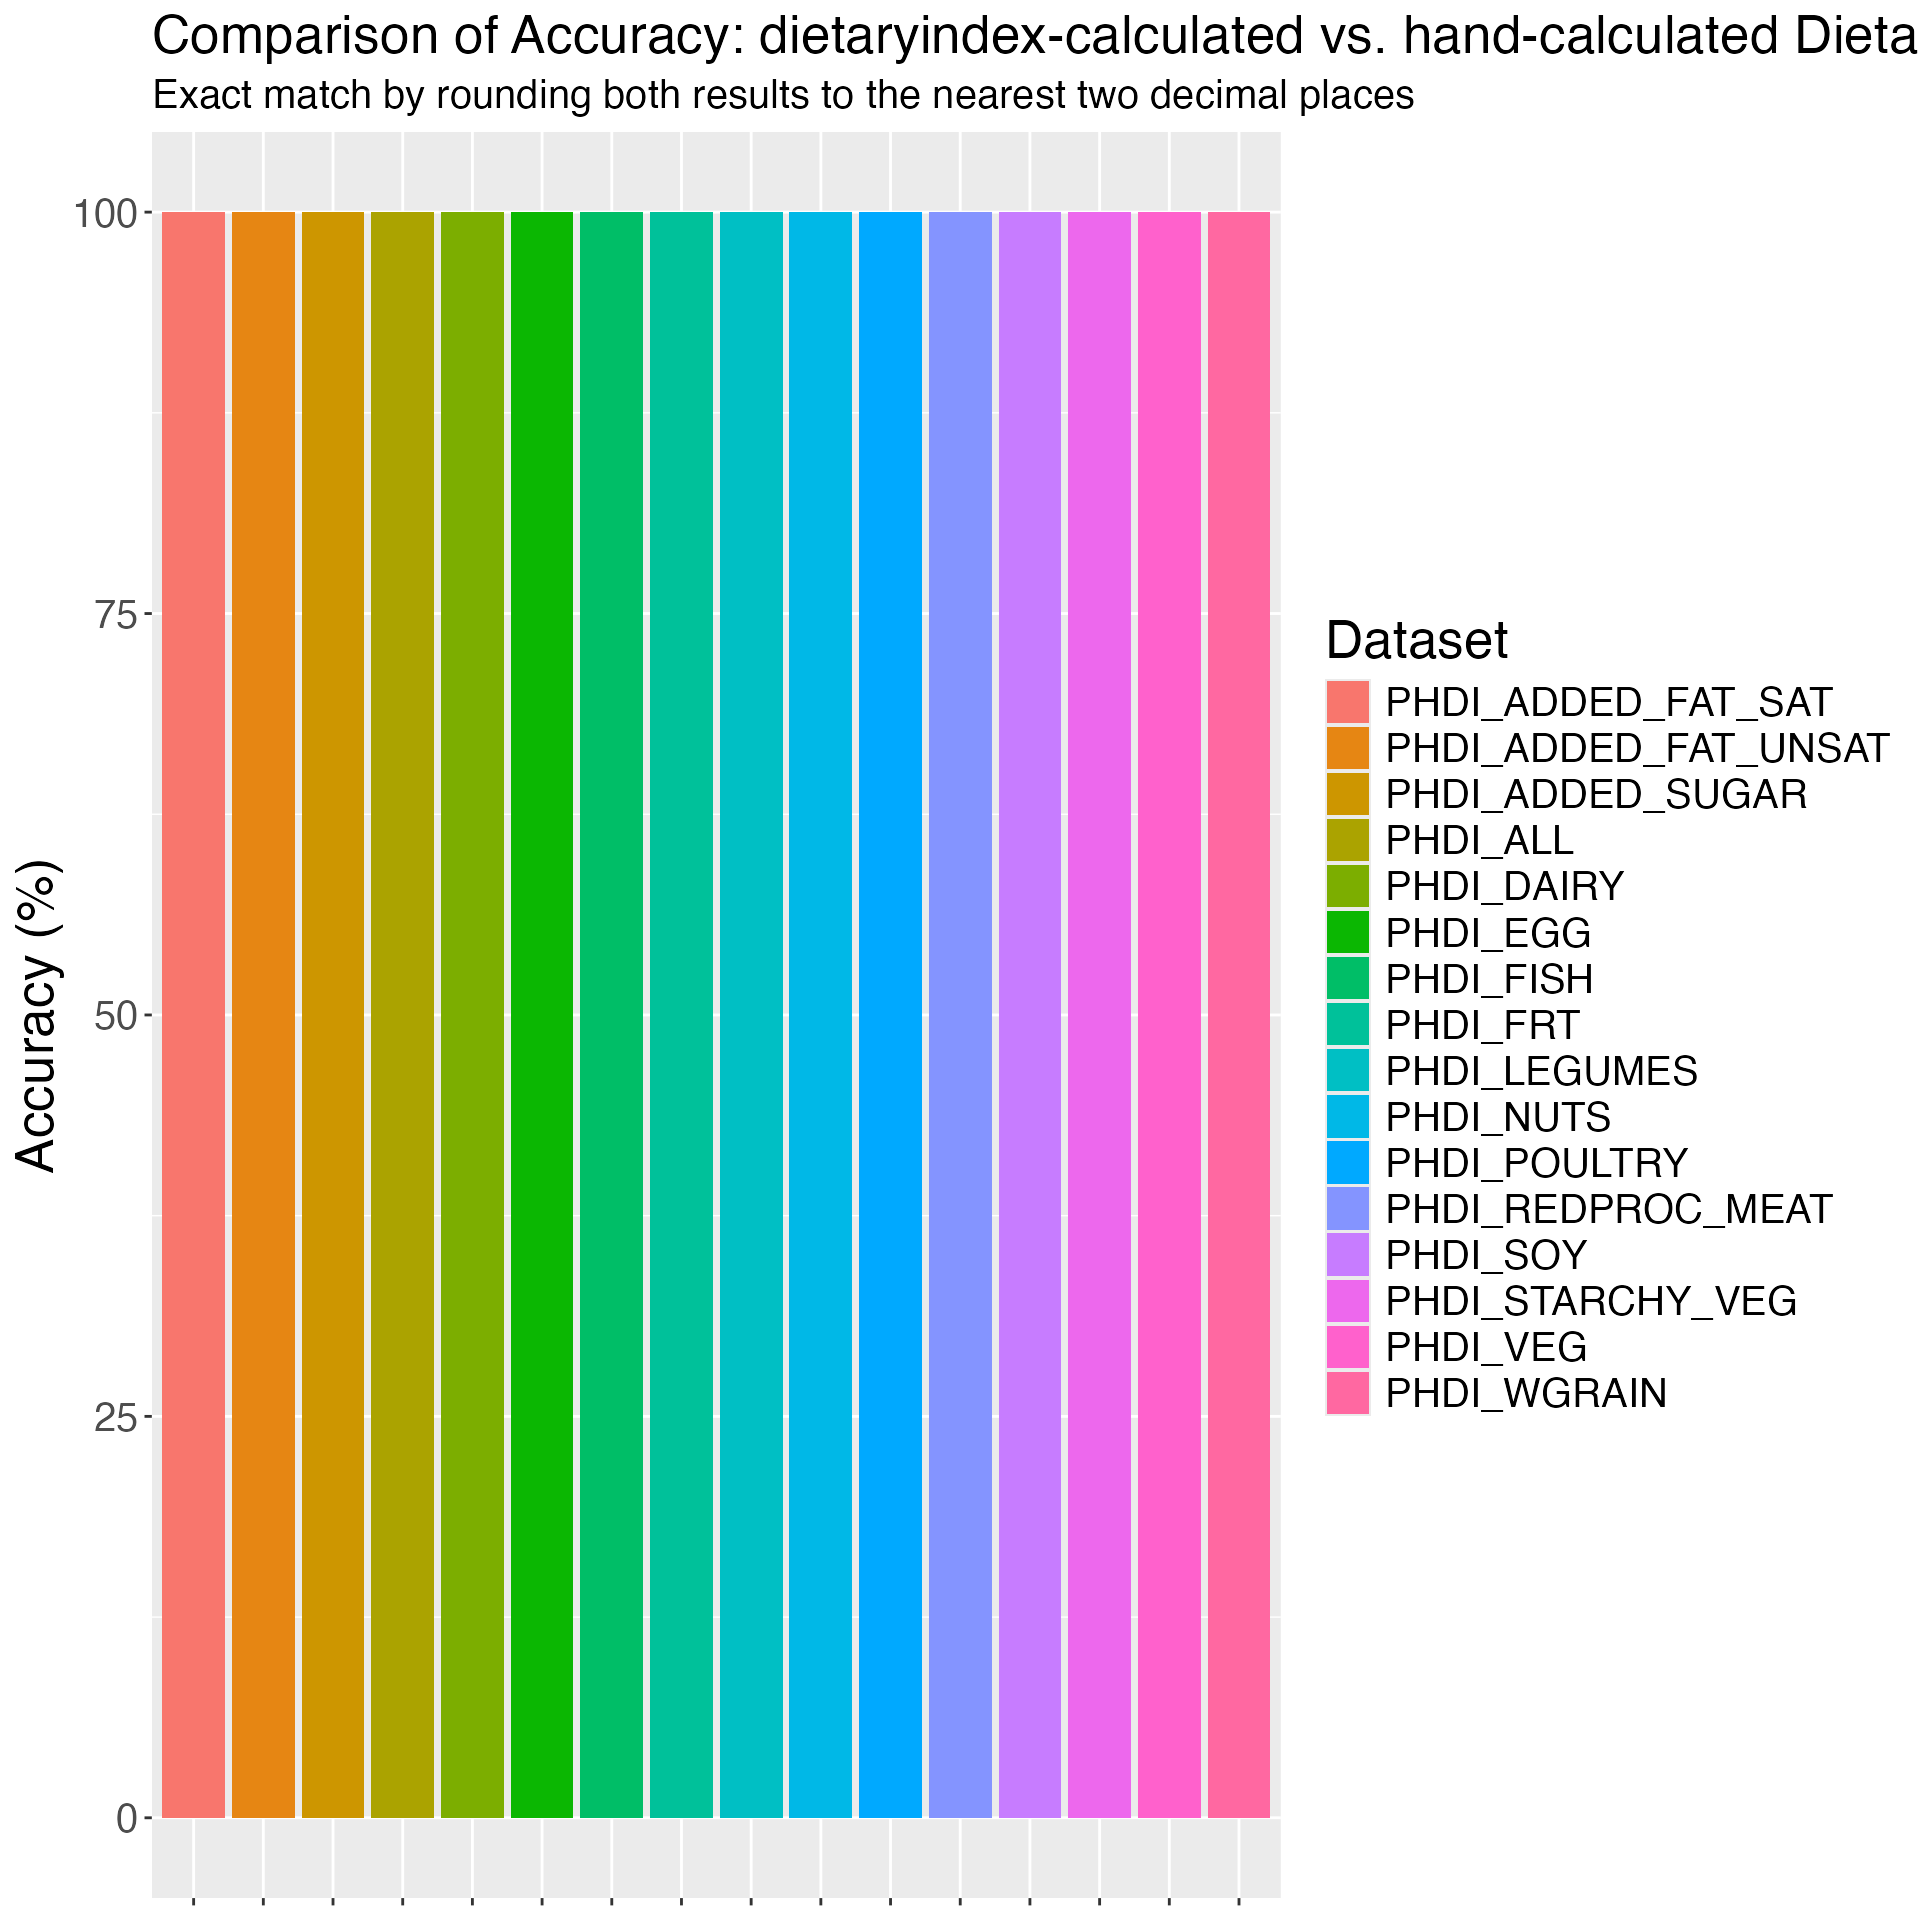 Comparison of Accuracy: dietaryindex-calculated vs. hand-calculated Dieta
Exact match by rounding both results to the nearest two decimal places
Accuracy (%)
100
75
50
25
0
Dataset
PHDI_ADDED_FAT_SAT
PHDI_ADDED_FAT_UNSAT
PHDI_ADDED_SUGAR
PHDI_ALL
PHDI_DAIRY
PHDI_EGG
PHDI_FISH
PHDI_FRT
PHDI_LEGUMES
PHDI_NUTS
PHDI_POULTRY
PHDI_REDPROC_MEAT
PHDI_SOY
PHDI_STARCHY_VEG
PHDI_VEG
PHDI_WGRAIN